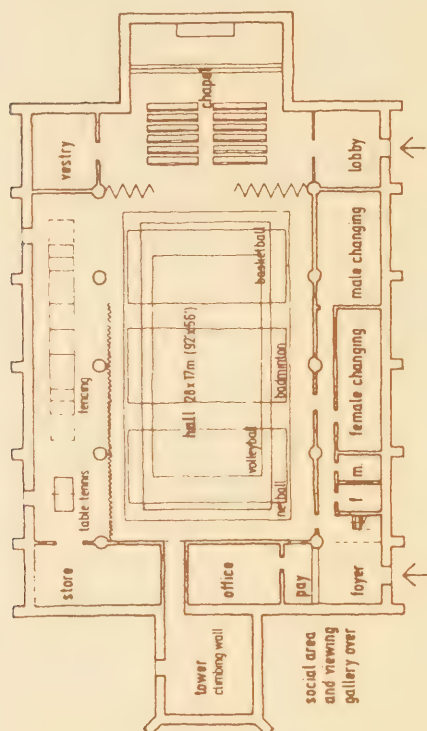 vestry
chapel
lobby
fencing
table tennis
hall 28x17m (92'x56')
basketball
badminton
volleyball
netball
male changing
female changing
m.
f
store
office
pay
foyer
tower
climbing wall
social area
and viewing
gallery over